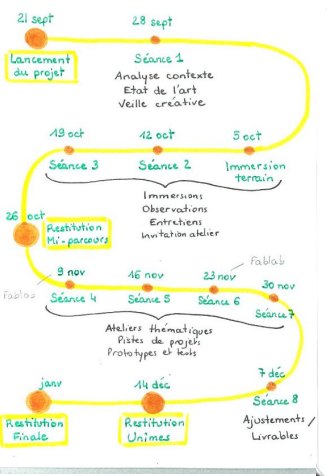 21 sept
Lancement
du projet
28 sept
Séance 1
Analyse contexte
Etat de l'art
Veille créative
5 oct
Immersion
terrain
12 oct
Séance 2
19 oct
Séance 3
Immersions
Observations
Entretiens
Invitation atelier
26 oct
Restitution
Mi-parcours
9 nov
Fablab
Séance 4
16 nov
Séance 5
23 nov
Fablab
Séance 6
30 nov
Séance 7
Ateliers thématiques
Pistes de projets
Prototypes et tests
7 déc
Séance 8
Ajustements /
Livrables
14 déc
Restitution
Unimes
janv
Restitution
Finale